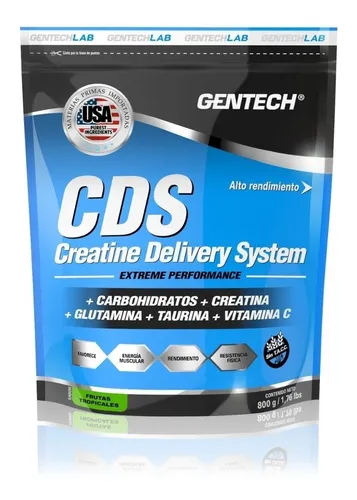 GENTECHLAB GENTECHLAB GENTECHLAB GENTECHLAB GENTECHLAB
MATERIAS PRIMAS IMPORTADAS
USA
PUREST
INGREDIENTS
GENTECH®
Alto rendimiento
CDS
Creatine Delivery System
EXTREME PERFORMANCE
+ CARBOHIDRATOS + CREATINA
+ GLUTAMINA + TAURINA + VITAMINA C
FAVORECE
ENERGÍA
MUSCULAR
RENDIMIENTO
RESISTENCIA
FÍSICA
Sin T.A.C.C.
FRUTAS
TROPICALES
CONTENIDO NETO
800 g / 1,76 lbs